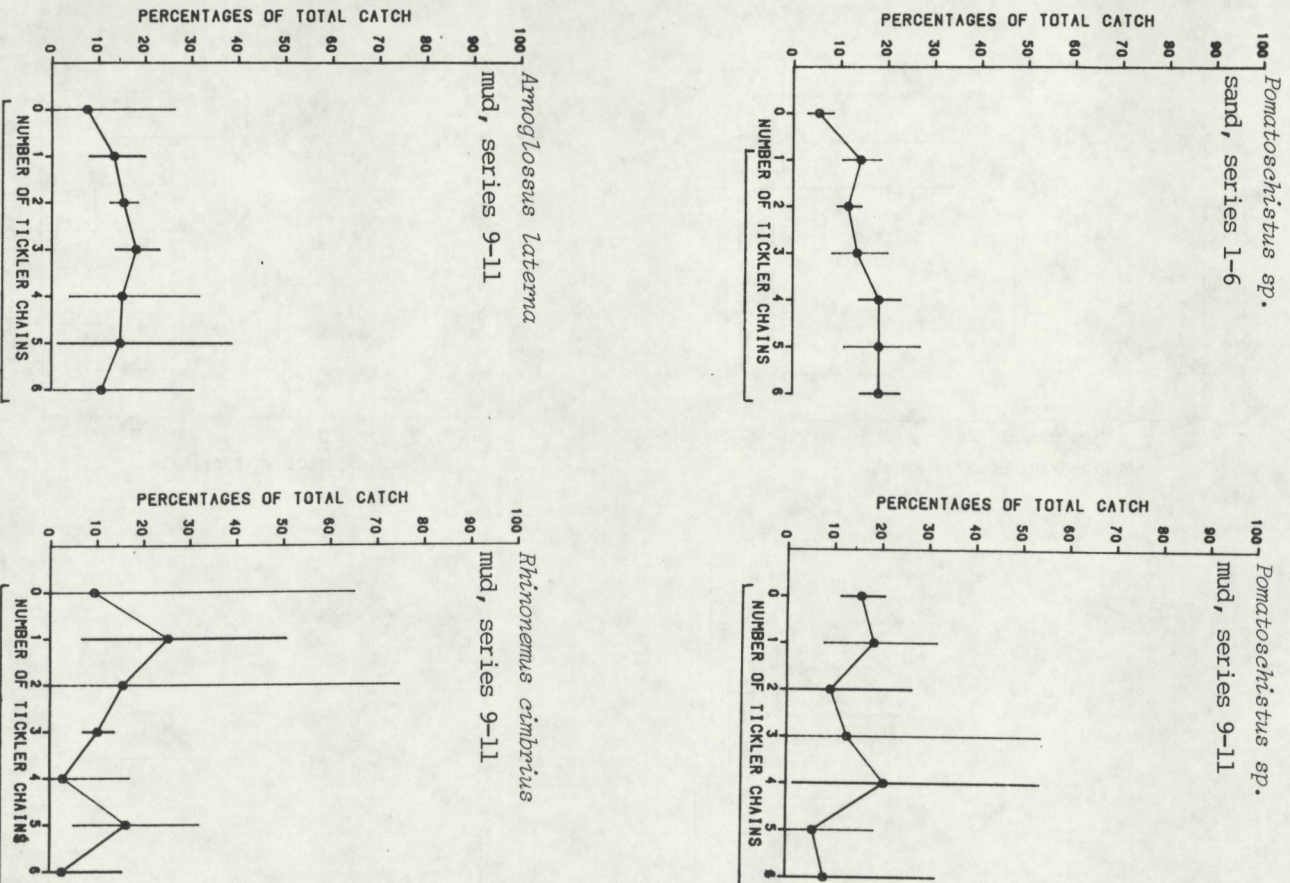 Pomatoschistus sp.
sand, series 1-6
PERCENTAGES OF TOTAL CATCH
100
90
80
70
60
50
40
30
20
10
0
0 1 2 3 4 5 6
NUMBER OF TICKLER CHAINS
Pomatoschistus sp.
mud, series 9-11
PERCENTAGES OF TOTAL CATCH
100
90
80
70
60
50
40
30
20
10
0
0 1 2 3 4 5 6
NUMBER OF TICKLER CHAINS
Arnoglossus laterna
mud, series 9-11
PERCENTAGES OF TOTAL CATCH
100
90
80
70
60
50
40
30
20
10
0
0 1 2 3 4 5 6
NUMBER OF TICKLER CHAINS
Rhinonemus cimbrius
mud, series 9-11
PERCENTAGES OF TOTAL CATCH
100
90
80
70
60
50
40
30
20
10
0
0 1 2 3 4 5 6
NUMBER OF TICKLER CHAINS